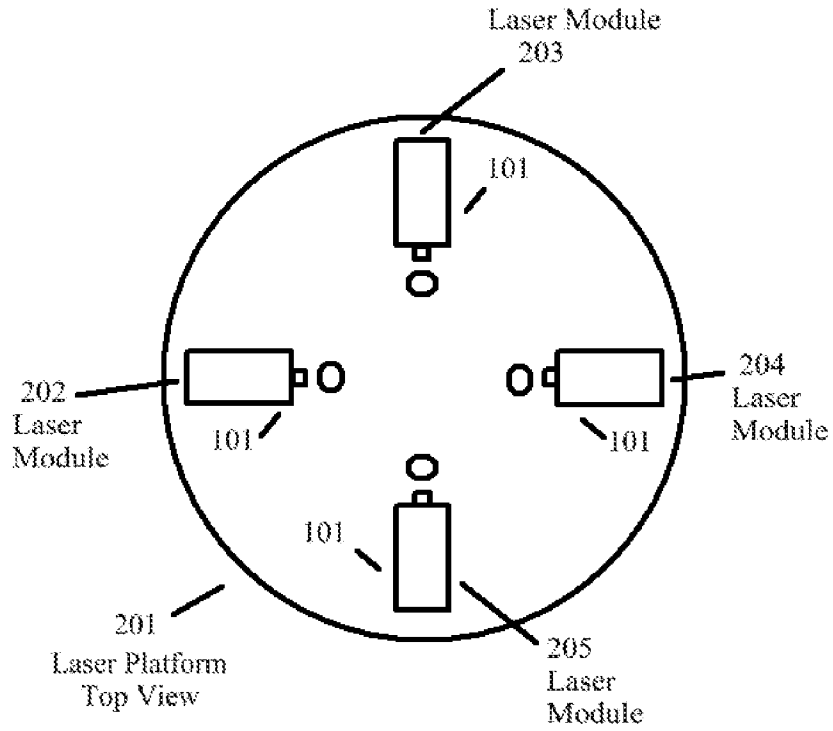 Laser Module
203
101
202
Laser
Module
101
204
Laser
Module
101
101
201
Laser Platform
Top View
205
Laser
Module